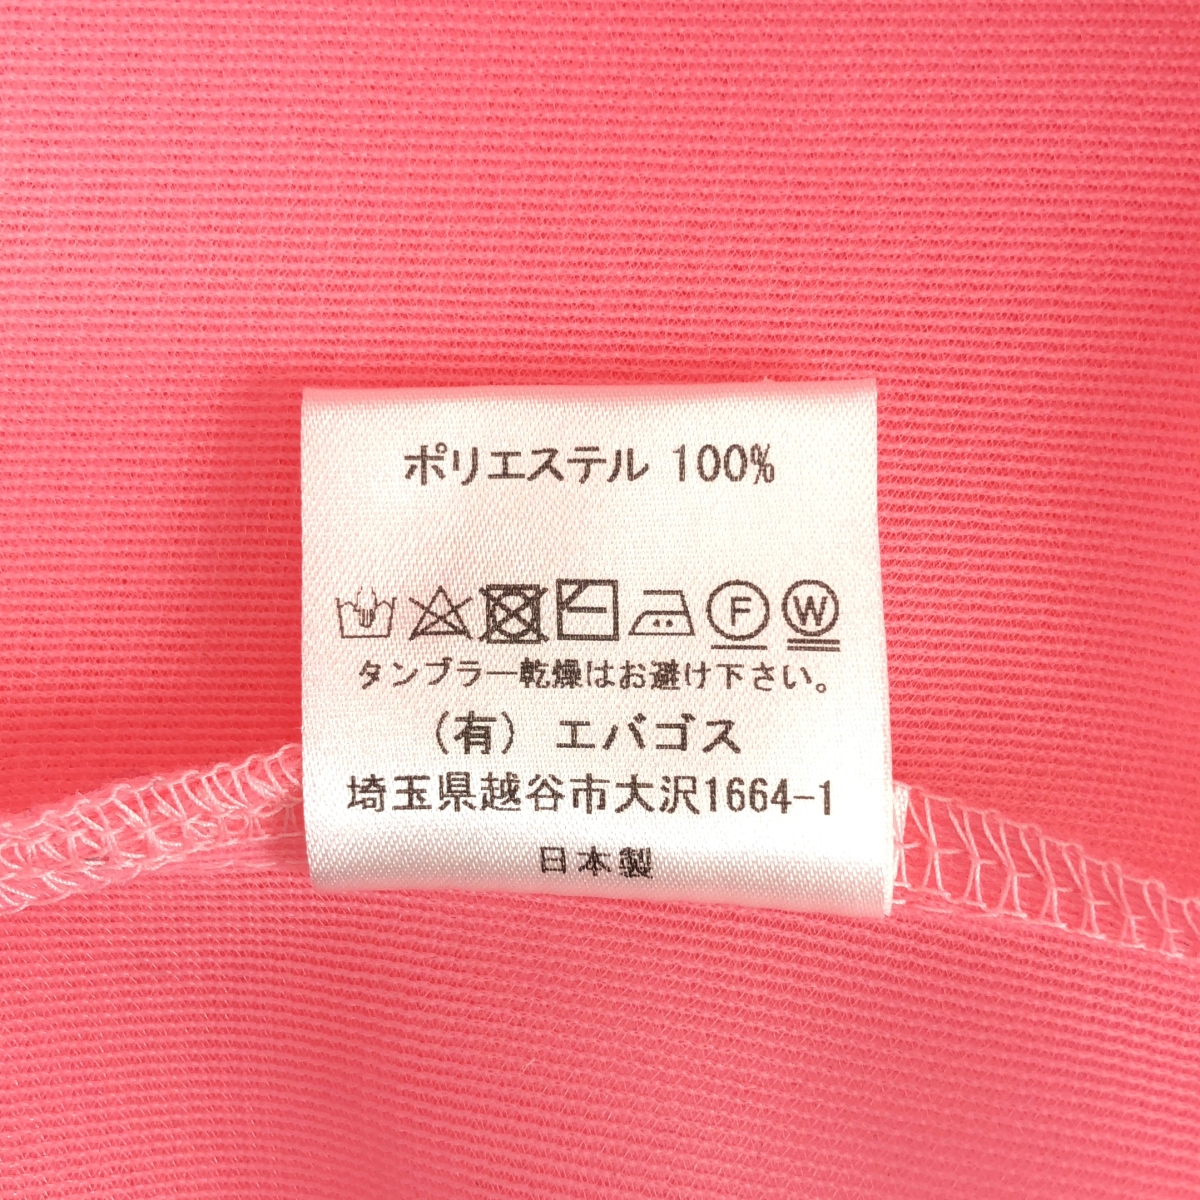 ポリエステル 100%
F W
タンブラー乾燥はお避け下さい。
（有） エバゴス
埼玉県越谷市大沢1664-1
日本製